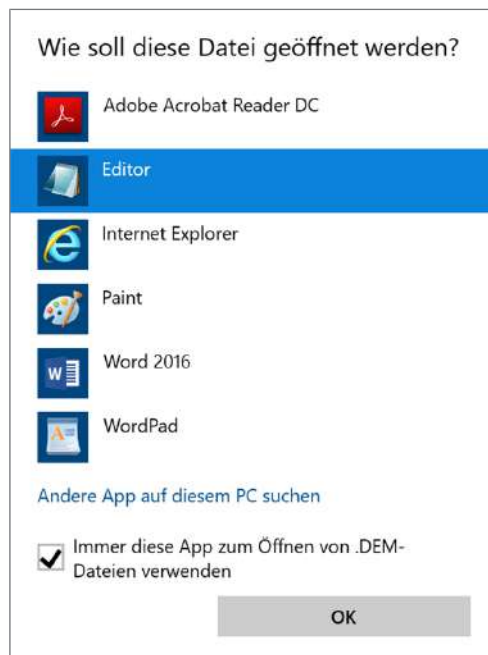 Wie soll diese Datei geöffnet werden?
Adobe Acrobat Reader DC
Editor
Internet Explorer
Paint
Word 2016
WordPad
Andere App auf diesem PC suchen
Immer diese App zum Öffnen von .DEM-
Dateien verwenden
OK